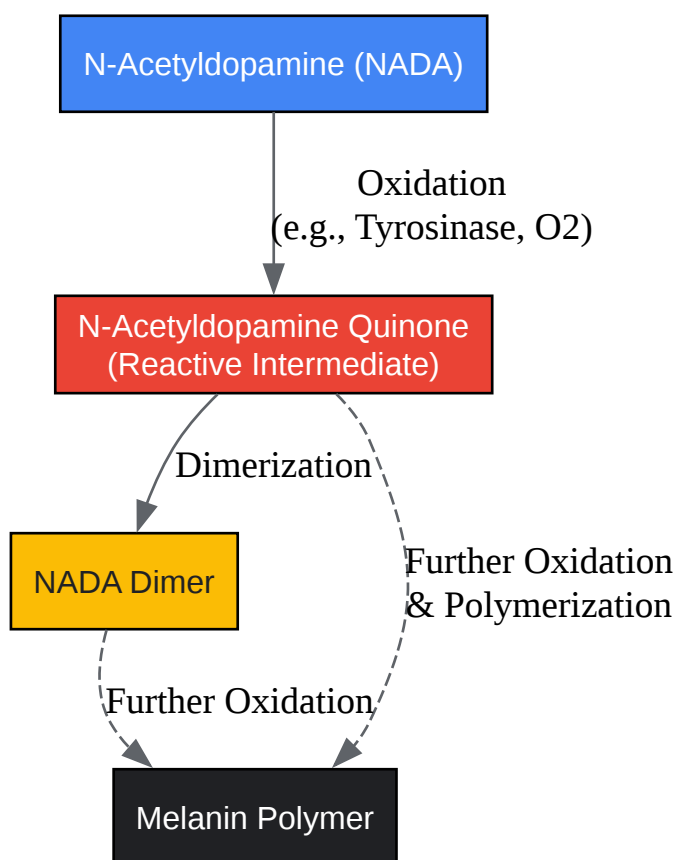 N-Acetyldopamine (NADA)
Oxidation
(e.g., Tyrosinase, O2)
N-Acetyldopamine Quinone
(Reactive Intermediate)
Dimerization
Further Oxidation
& Polymerization
NADA Dimer
Further Oxidation
Melanin Polymer